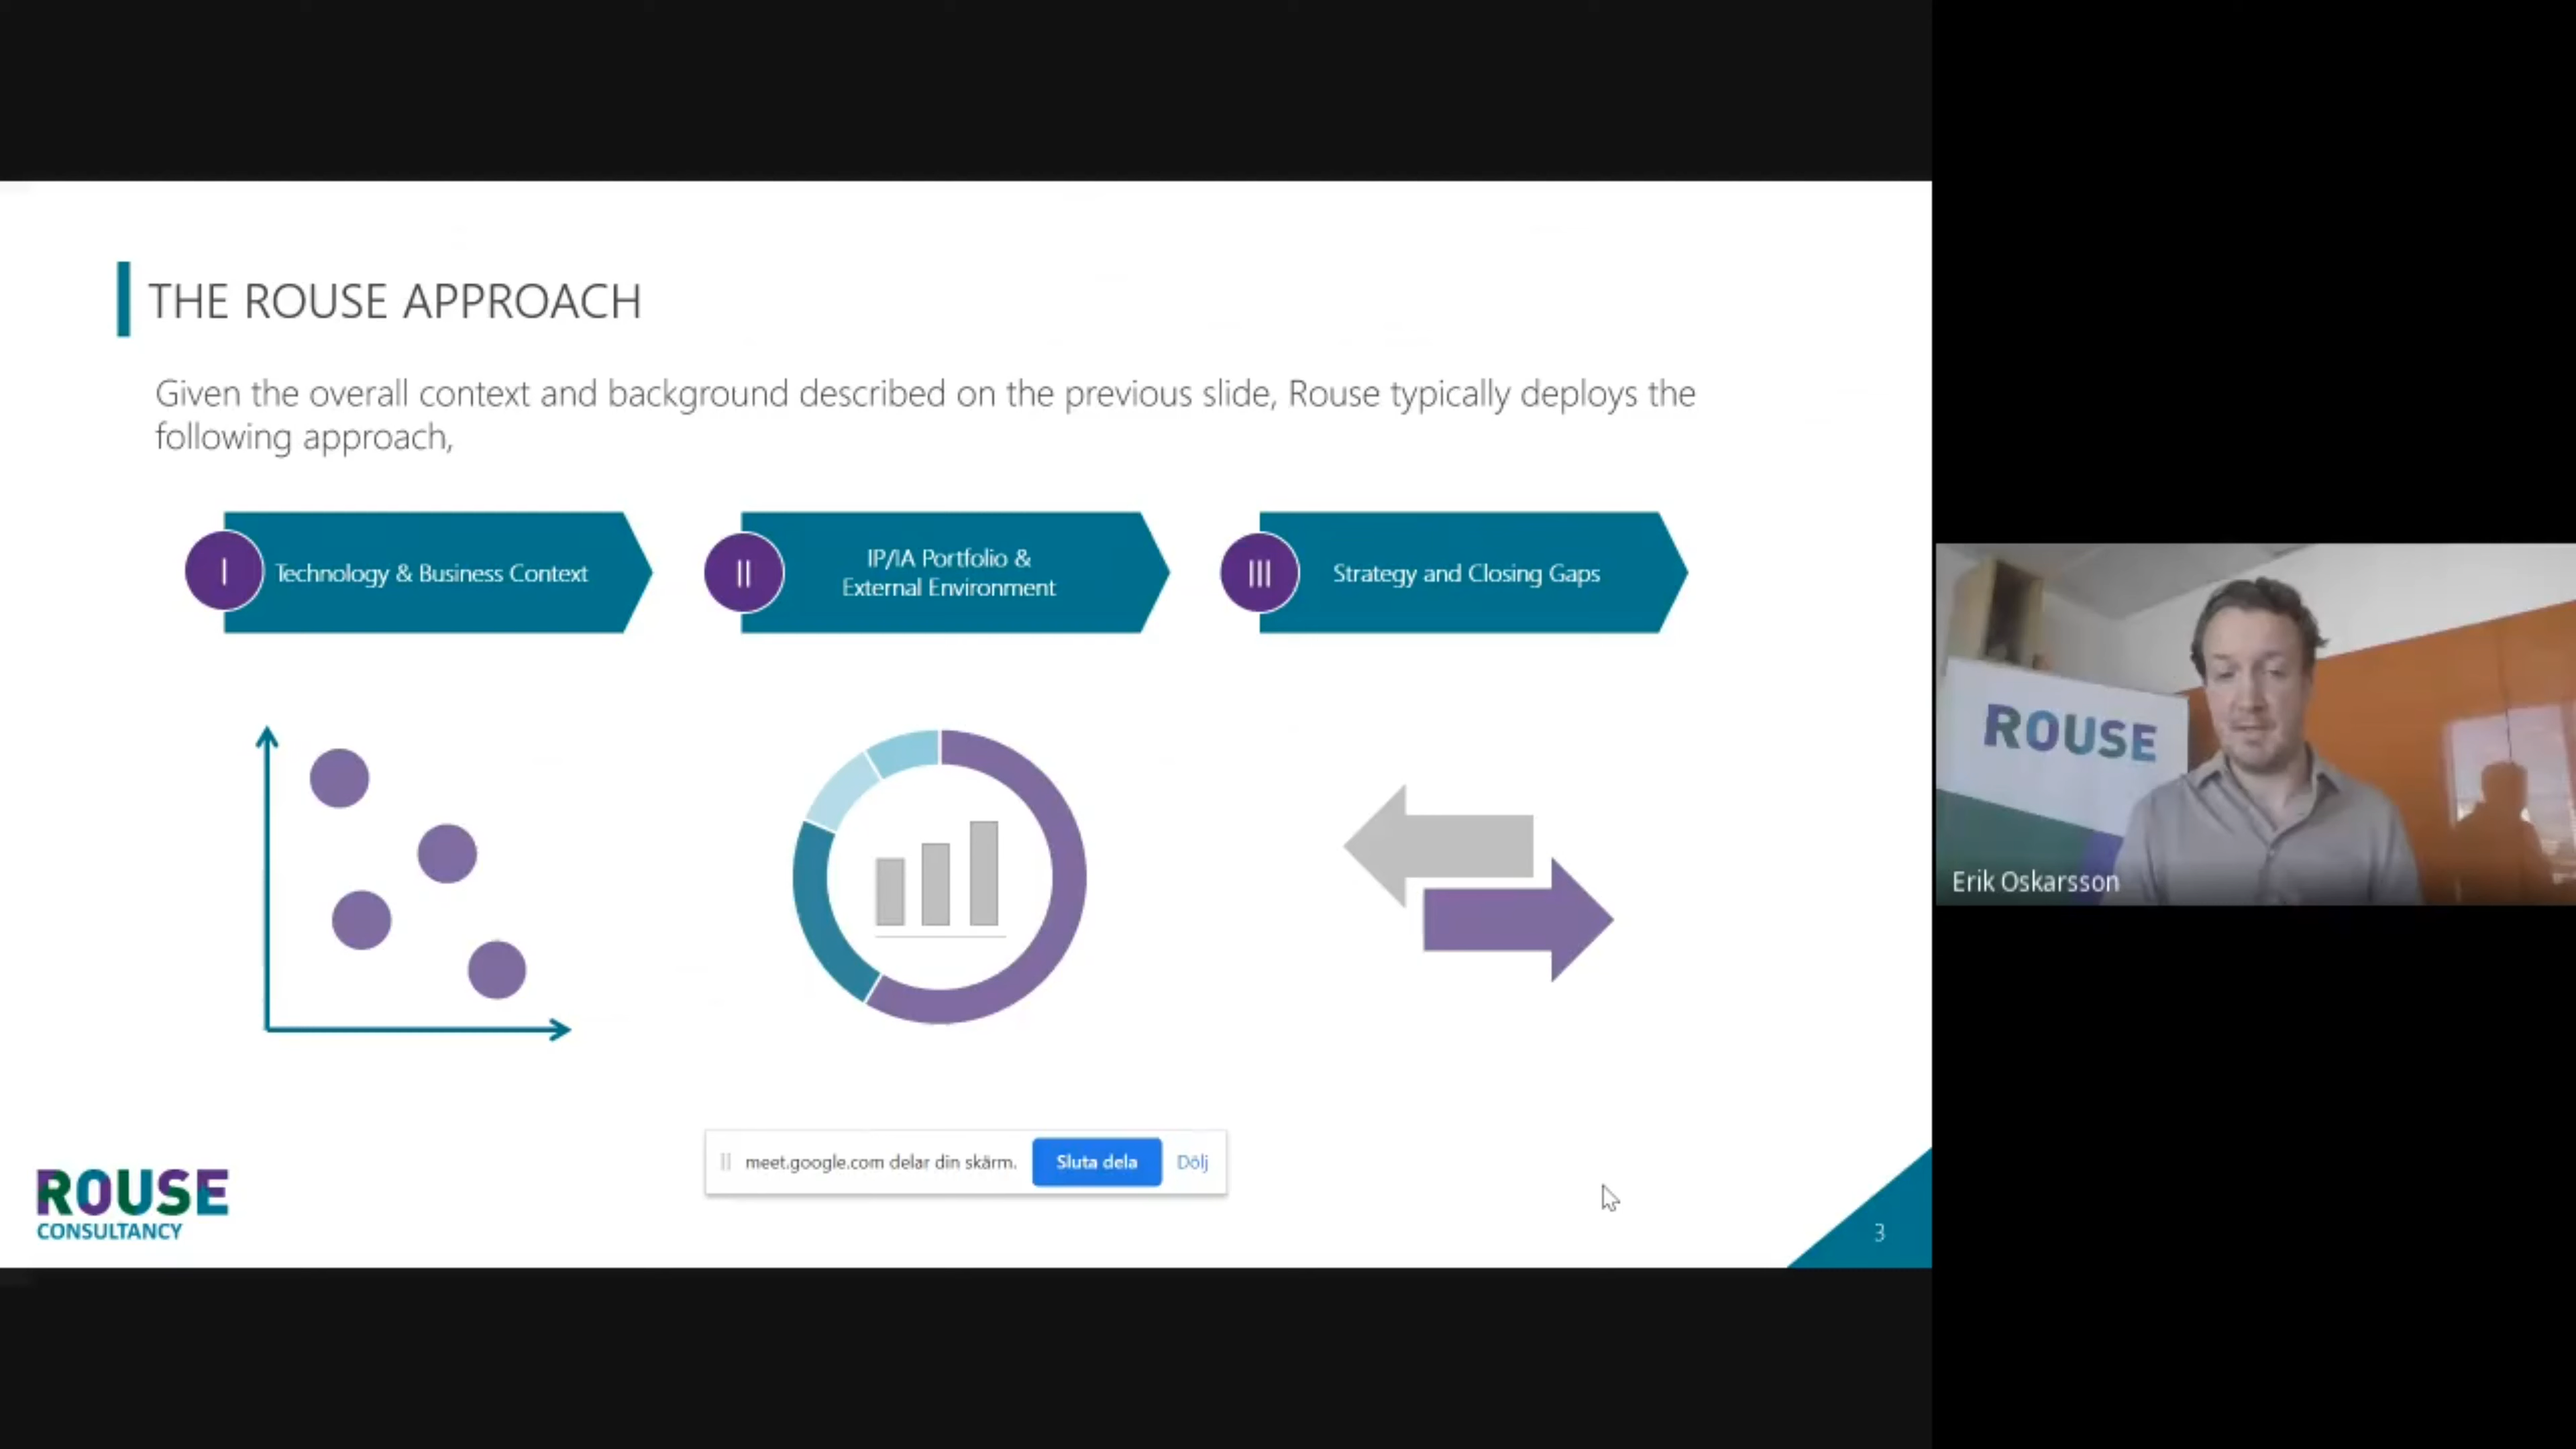 THE ROUSE APPROACH
Given the overall context and background described on the previous slide, Rouse typically deploys the
following approach,
I
Technology & Business Context
II
IP/IA Portfolio &
External Environment
III
Strategy and Closing Gaps
ROUSE
Erik Oskarsson
meet.google.com delar din skärm.
Sluta dela
Dölj
ROUSE
CONSULTANCY
3